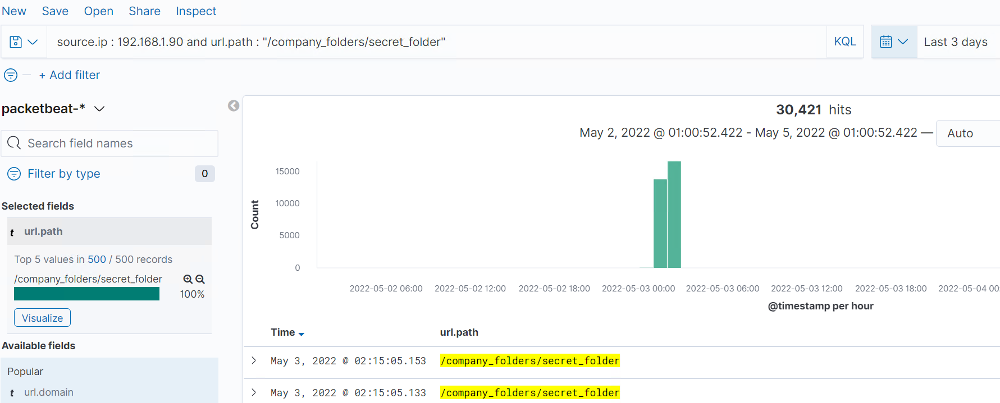 New Save Open Share Inspect
source.ip : 192.168.1.90 and url.path : "/company_folders/secret_folder"
KQL
Last 3 days
+ Add filter
packetbeat-*
30,421 hits
May 2, 2022 @ 01:00:52.422 - May 5, 2022 @ 01:00:52.422 —
Auto
Search field names
Filter by type
0
Selected fields
t url.path
Top 5 values in 500 / 500 records
/company_folders/secret_folder
100%
Visualize
Available fields
Popular
t url.domain
Count
15000
10000
5000
0
2022-05-02 06:00 2022-05-02 12:00 2022-05-02 18:00 2022-05-03 00:00 2022-05-03 06:00 2022-05-03 12:00 2022-05-03 18:00 2022-05-04 00:
@timestamp per hour
Time url.path
May 3, 2022 @ 02:15:05.153 /company_folders/secret_folder
May 3, 2022 @ 02:15:05.133 /company_folders/secret_folder